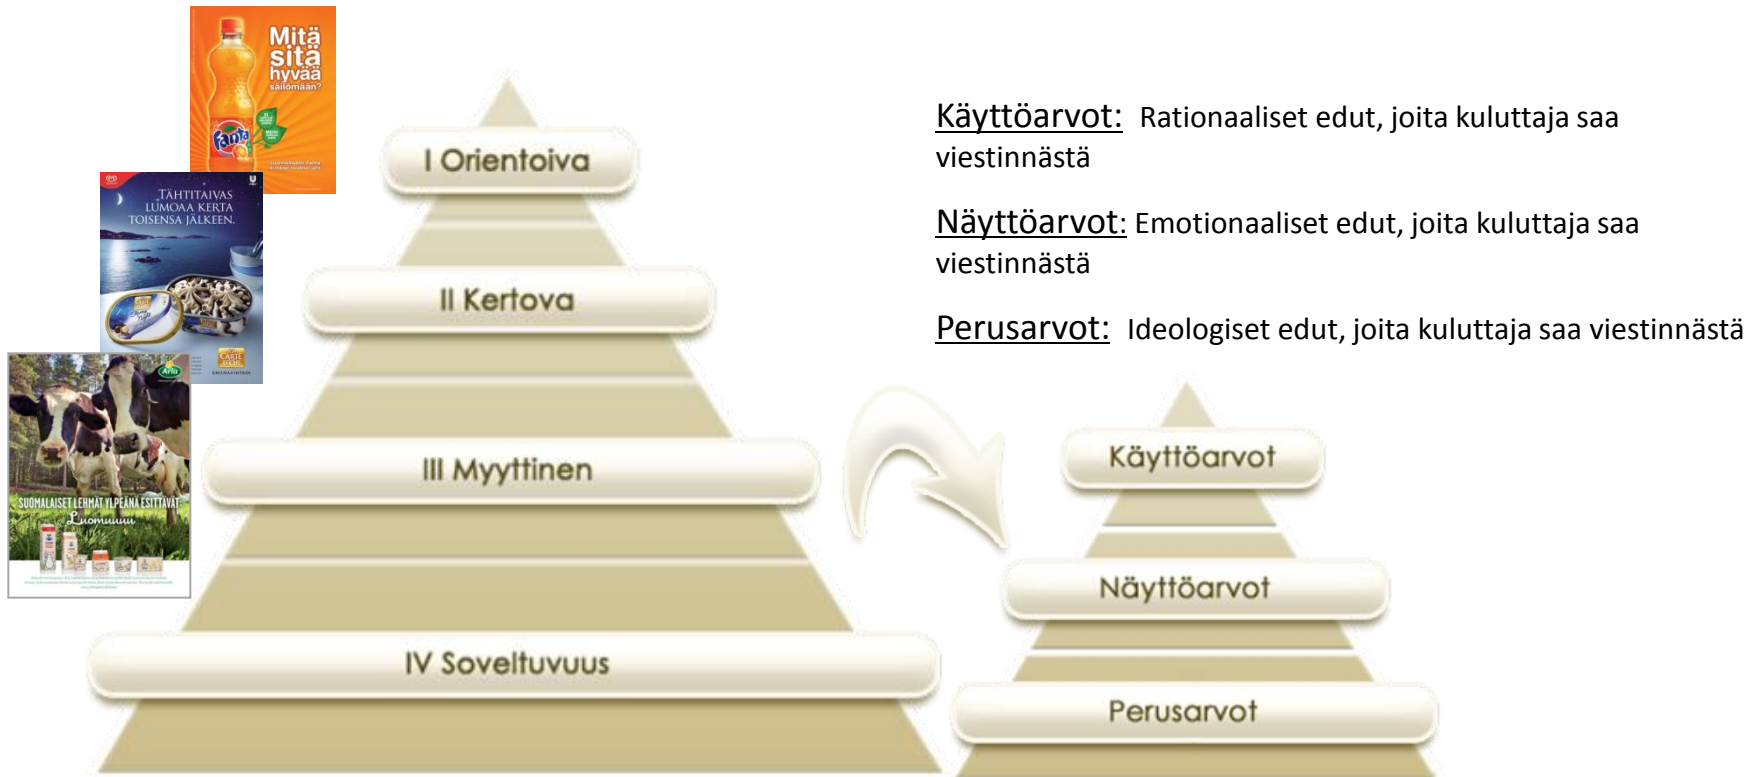 Mitä
sitä
hyvää
säilömään?
Fanta
TÄHTITAIVAS
LUMOAA KERTA
TOISENSA JÄLKEEN.
CARTE
D'OR
Arla
SUOMALAISET LEHMÄT YLPEÄNÄ ESITTÄVÄT:
Luomuuuu
I Orientoiva
II Kertova
III Myyttinen
IV Soveltuvuus
Käyttöarvot: Rationaaliset edut, joita kuluttaja saa
viestinnästä
Näyttöarvot: Emotionaaliset edut, joita kuluttaja saa
viestinnästä
Perusarvot: Ideologiset edut, joita kuluttaja saa viestinnästä
Käyttöarvot
Näyttöarvot
Perusarvot